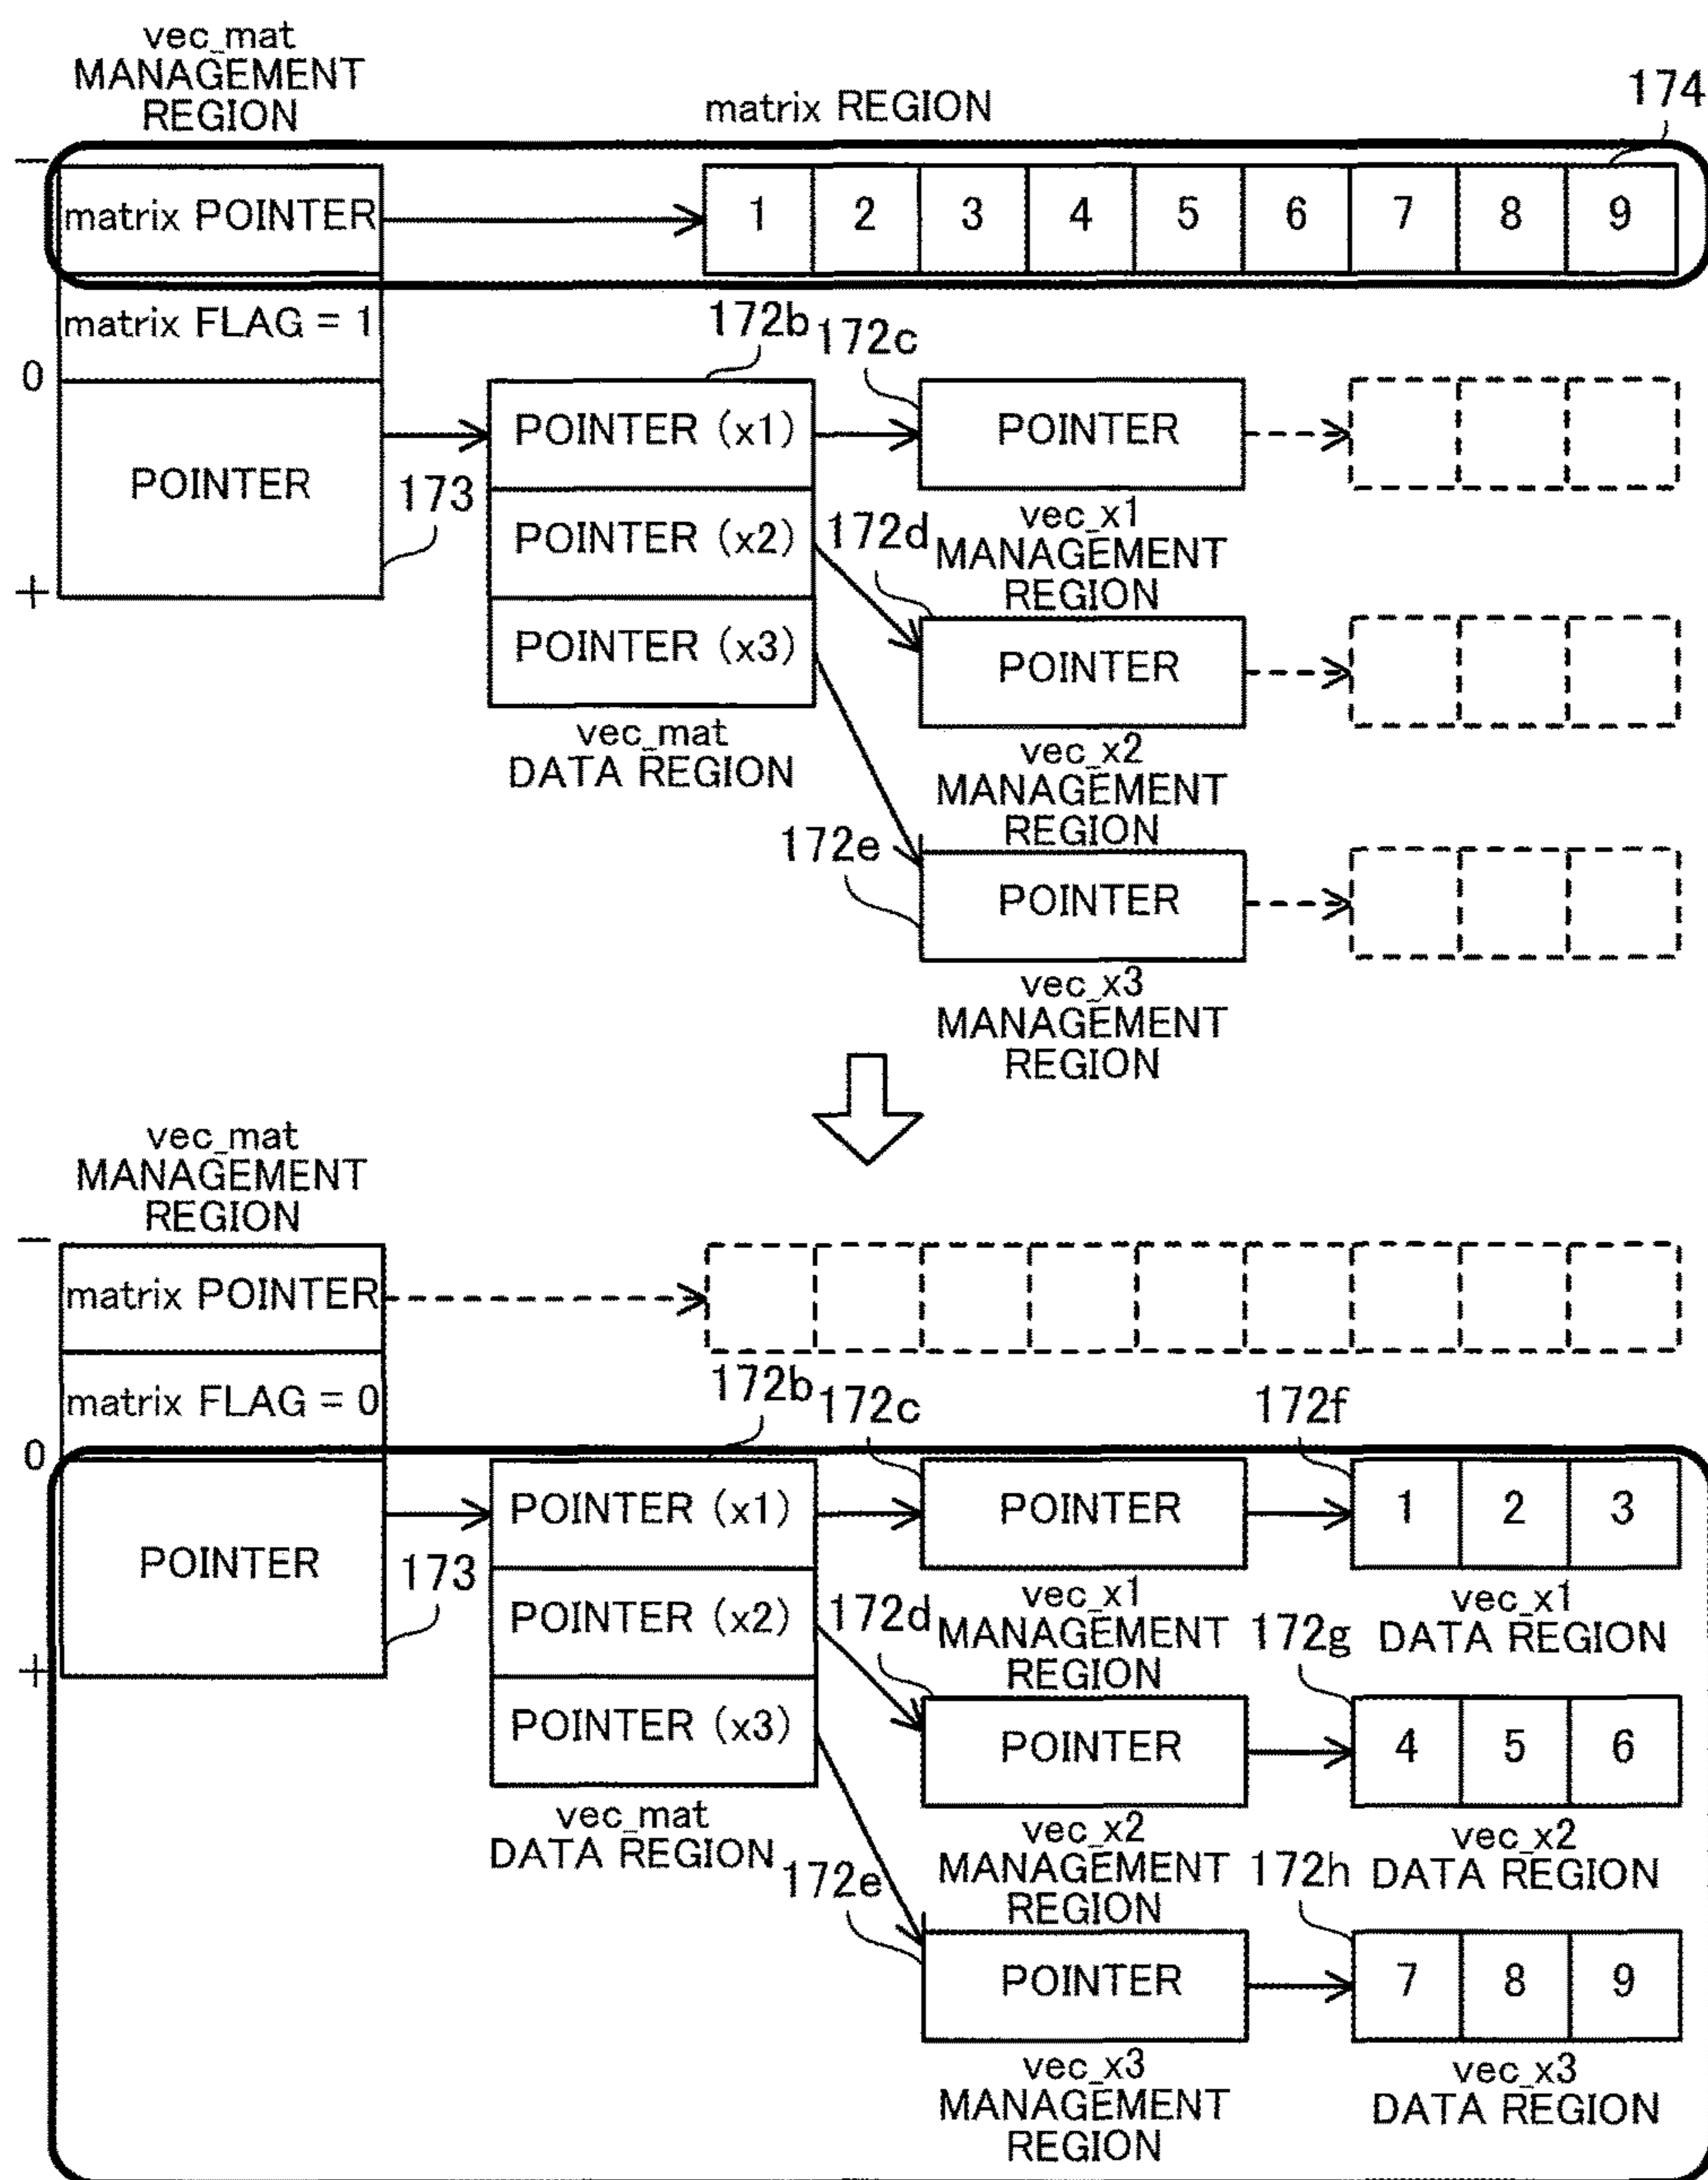 vec_mat
MANAGEMENT
REGION
matrix REGION
174
−
matrix POINTER
1 2 3 4 5 6 7 8 9
matrix FLAG = 1
172b
172c
0
POINTER
173
POINTER (x1)
POINTER
172d
vec_x1
MANAGEMENT
REGION
POINTER (x2)
+
POINTER (x3)
POINTER
vec_mat
DATA REGION
vec_x2
MANAGEMENT
REGION
172e
POINTER
vec_x3
MANAGEMENT
REGION
vec_mat
MANAGEMENT
REGION
−
matrix POINTER
matrix FLAG = 0
172b
172c
172f
0
POINTER
173
POINTER (x1)
POINTER
1 2 3
172d
vec_x1
MANAGEMENT
REGION
172g
vec_x1
DATA REGION
POINTER (x2)
+
POINTER (x3)
POINTER
4 5 6
vec_mat
DATA REGION
172e
vec_x2
MANAGEMENT
REGION
172h
vec_x2
DATA REGION
POINTER
7 8 9
vec_x3
MANAGEMENT
REGION
vec_x3
DATA REGION